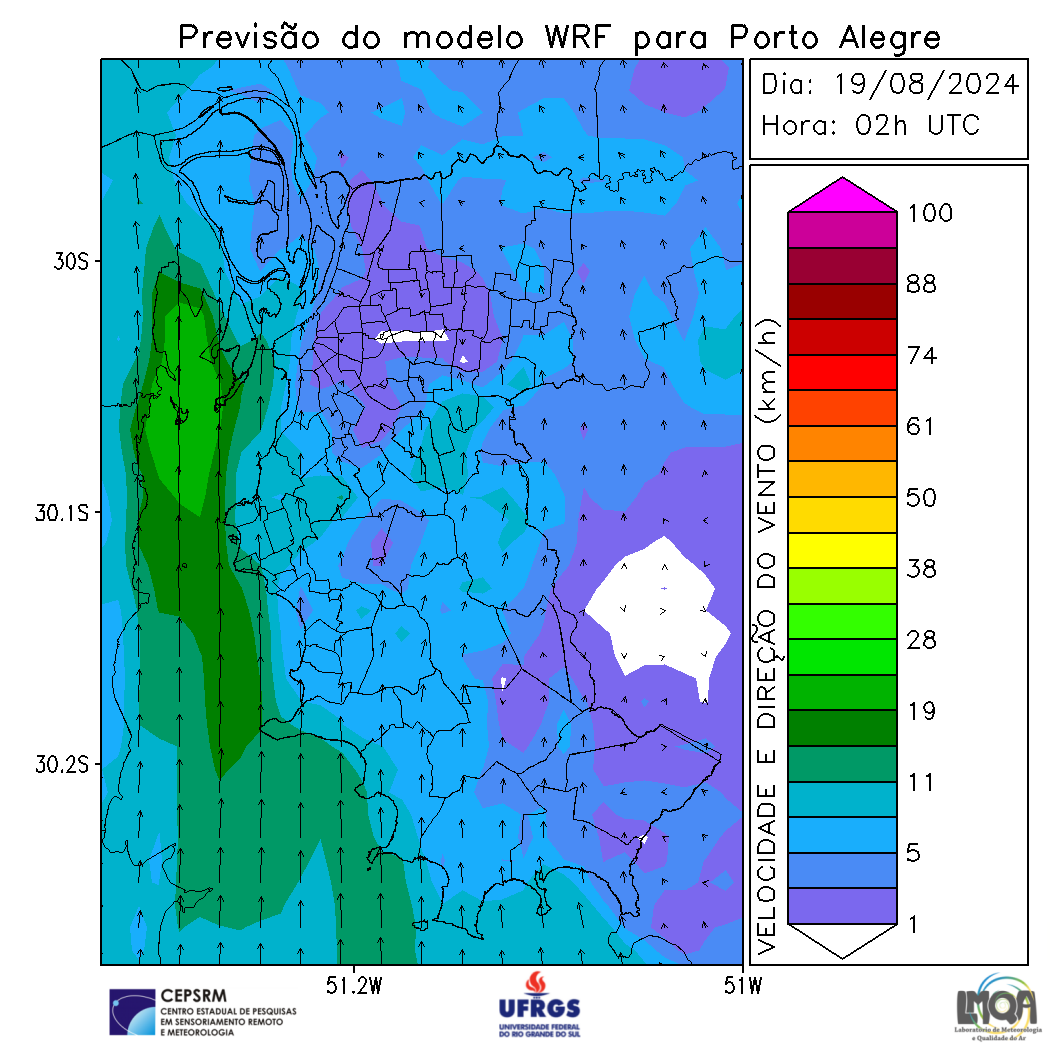 Previsão do modelo WRF para Porto Alegre
Dia: 19/08/2024
Hora: 02h UTC
30S
30.1S
30.2S
51.2W
51W
VELOCIDADE E DIREÇÃO DO VENTO (km/h)
100
88
74
61
50
38
28
19
11
5
1
CEPSRM
CENTRO ESTADUAL DE PESQUISAS
EM SENSORIAMENTO REMOTO
E METEOROLOGIA
UFRGS
UNIVERSIDADE FEDERAL
DO RIO GRANDE DO SUL
LMQA
Laboratório de Meteorologia
e Qualidade do Ar